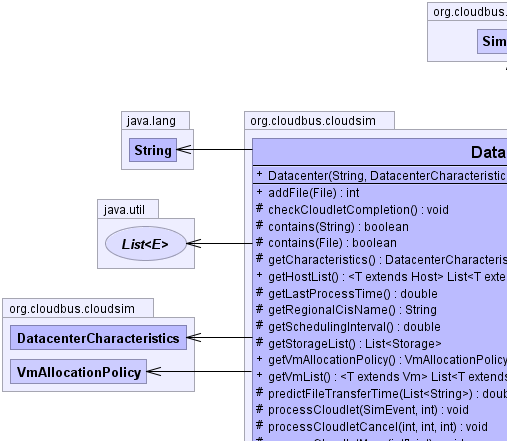 org.cloudbus.
Sim
java.lang
String
java.util
List<E>
org.cloudbus.cloudsim
DatacenterCharacteristics
VmAllocationPolicy
org.cloudbus.cloudsim
Data
+ Datacenter(String, DatacenterCharacteristic
+ addFile(File) : int
# checkCloudletCompletion() : void
# contains(String) : boolean
# contains(File) : boolean
# getCharacteristics() : DatacenterCharacteris
+ getHostList() : <T extends Host> List<T exten
# getLastProcessTime() : double
# getRegionalCisName() : String
# getSchedulingInterval() : double
# getStorageList() : List<Storage>
+ getVmAllocationPolicy() : VmAllocationPolicy
+ getVmList() : <T extends Vm> List<T extends
# predictFileTransferTime(List<String>) : doub
# processCloudlet(SimEvent, int) : void
# processCloudletCancel(int, int, int) : void